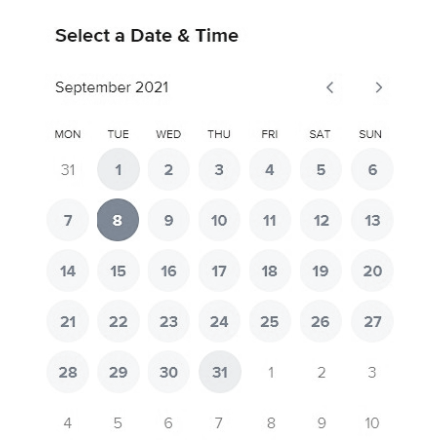 Select a Date & Time
September 2021
MON TUE WED THU FRI SAT SUN
31 1 2 3 4 5 6
7 8 9 10 11 12 13
14 15 16 17 18 19 20
21 22 23 24 25 26 27
28 29 30 31 1 2 3
4 5 6 7 8 9 10